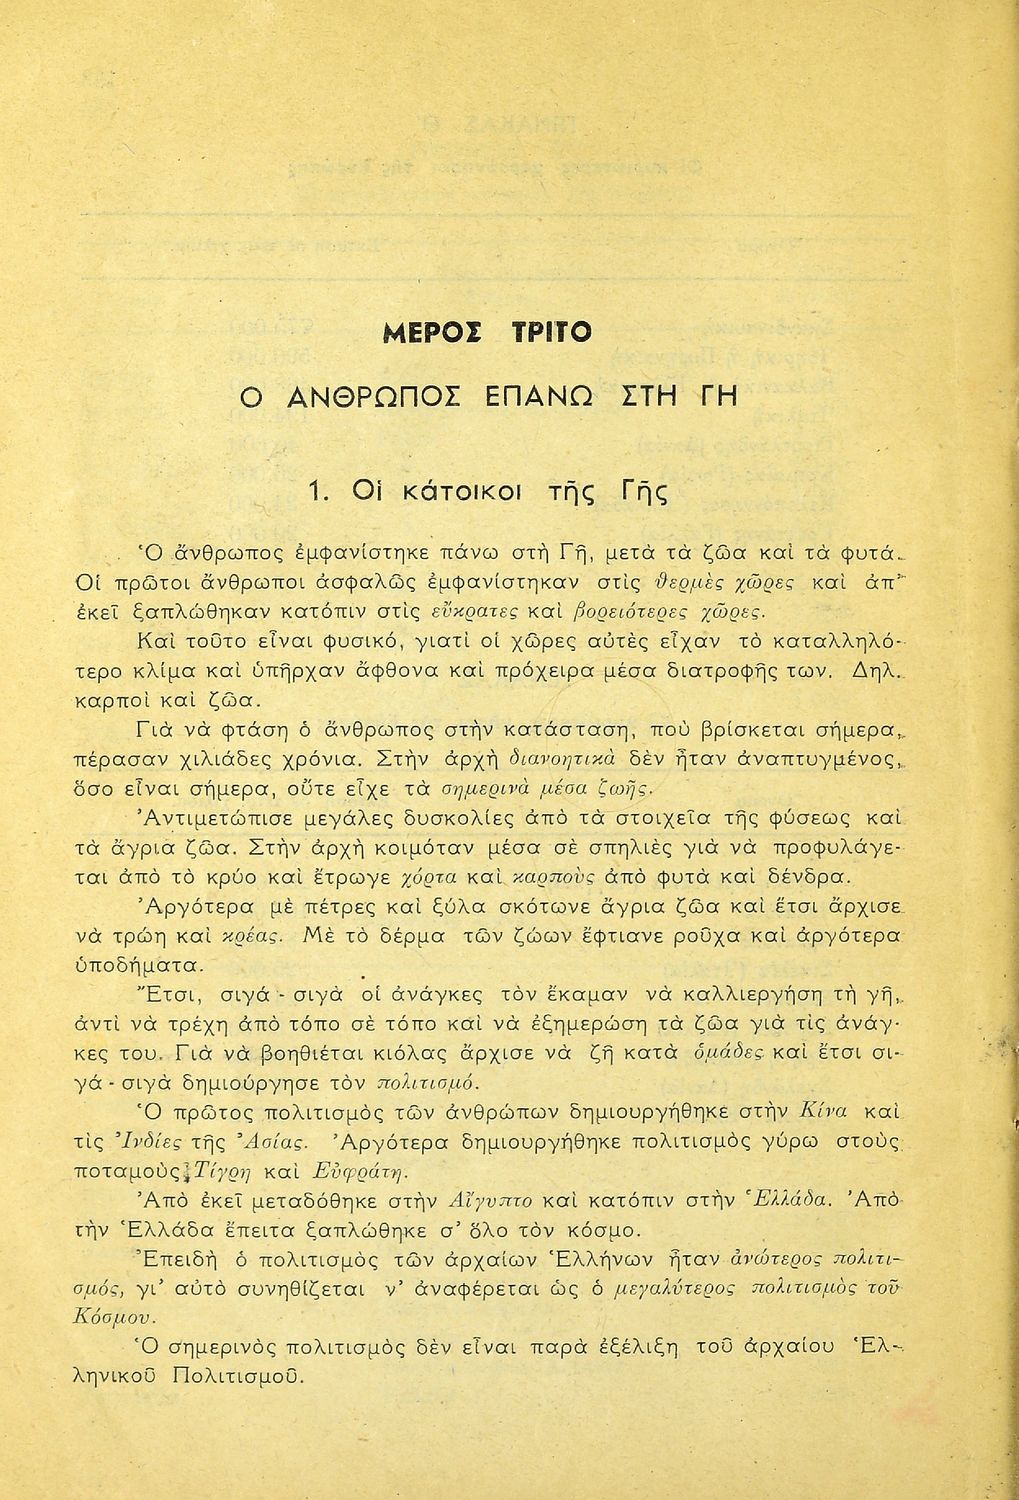 ΜΕΡΟΣ ΤΡΙΤΟ
Ο ΑΝΘΡΩΠΟΣ ΕΠΑΝΩ ΣΤΗ ΓΗ
1. Οἱ κάτοικοι τῆς Γῆς
Ὁ ἄνθρωπος ἐμφανίστηκε πάνω στὴ Γῆ, μετὰ τὰ ζῶα καὶ τὰ φυτά.
Οἱ πρῶτοι ἄνθρωποι ἀσφαλῶς ἐμφανίστηκαν στὶς θερμὲς χῶρες καὶ ἀπ'
ἐκεῖ ξαπλώθηκαν κατόπιν στὶς εὔκρατες καὶ βορειότερες χῶρες.
Καὶ τοῦτο εἶναι φυσικό, γιατὶ οἱ χῶρες αὐτὲς εἶχαν τὸ καταλληλό-
τερο κλίμα καὶ ὑπῆρχαν ἄφθονα καὶ πρόχειρα μέσα διατροφῆς των. Δηλ.
καρποὶ καὶ ζῶα.
Γιὰ νὰ φτάση ὁ ἄνθρωπος στὴν κατάσταση, ποὺ βρίσκεται σήμερα,
πέρασαν χιλιάδες χρόνια. Στὴν ἀρχὴ διανοητικὰ δὲν ἦταν ἀναπτυγμένος,
ὅσο εἶναι σήμερα, οὔτε εἶχε τὰ σημερινὰ μέσα ζωῆς.
Ἀντιμετώπισε μεγάλες δυσκολίες ἀπὸ τὰ στοιχεῖα τῆς φύσεως καὶ
τὰ ἄγρια ζῶα. Στὴν ἀρχὴ κοιμόταν μέσα σὲ σπηλιὲς γιὰ νὰ προφυλάγε-
ται ἀπὸ τὸ κρύο καὶ ἔτρωγε χόρτα καὶ καρποὺς ἀπὸ φυτὰ καὶ δένδρα.
Ἀργότερα μὲ πέτρες καὶ ξύλα σκότωνε ἄγρια ζῶα καὶ ἔτσι ἄρχισε
νὰ τρώη καὶ κρέας. Μὲ τὸ δέρμα τῶν ζώων ἔφτιανε ροῦχα καὶ ἀργότερα
ὑποδήματα.
Ἔτσι, σιγά - σιγὰ οἱ ἀνάγκες τὸν ἔκαμαν νὰ καλλιεργήση τὴ γῆ,
ἀντὶ νὰ τρέχη ἀπὸ τόπο σὲ τόπο καὶ νὰ ἐξημερώση τὰ ζῶα γιὰ τὶς ἀνάγ-
κες του. Γιὰ νὰ βοηθιέται κιόλας ἄρχισε νὰ ζῆ κατὰ ὁμάδες καὶ ἔτσι σι-
γά - σιγὰ δημιούργησε τὸν πολιτισμό.
Ὁ πρῶτος πολιτισμὸς τῶν ἀνθρώπων δημιουργήθηκε στὴν Κίνα καὶ
τὶς Ἰνδίες τῆς Ἀσίας. Ἀργότερα δημιουργήθηκε πολιτισμὸς γύρω στοὺς
ποταμοὺς Τίγρη καὶ Εὐφράτη.
Ἀπὸ ἐκεῖ μεταδόθηκε στὴν Αἴγυπτο καὶ κατόπιν στὴν Ἑλλάδα. Ἀπὸ
τὴν Ἑλλάδα ἔπειτα ξαπλώθηκε σ' ὅλο τὸν κόσμο.
Ἐπειδὴ ὁ πολιτισμὸς τῶν ἀρχαίων Ἑλλήνων ἦταν ἀνώτερος πολιτι-
σμός, γι' αὐτὸ συνηθίζεται ν' ἀναφέρεται ὡς ὁ μεγαλύτερος πολιτισμὸς τοῦ
Κόσμου.
Ὁ σημερινὸς πολιτισμὸς δὲν εἶναι παρὰ ἐξέλιξη τοῦ ἀρχαίου Ἑλ-
ληνικοῦ Πολιτισμοῦ.